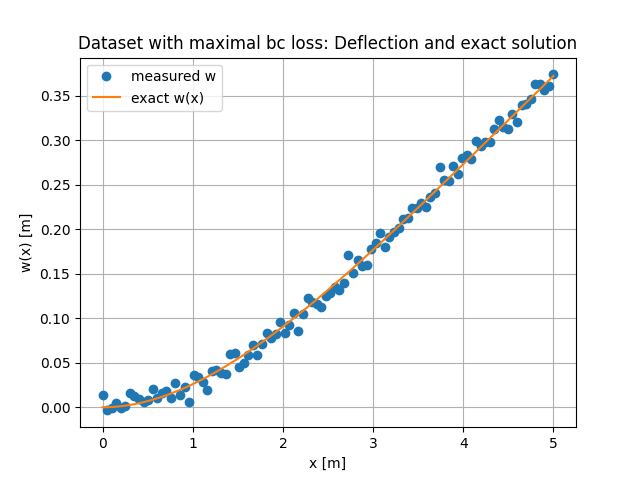 Dataset with maximal bc loss: Deflection and exact solution
measured w
exact w(x)
w(x) [m]
0.35
0.30
0.25
0.20
0.15
0.10
0.05
0.00
0
1
2
3
4
5
x [m]